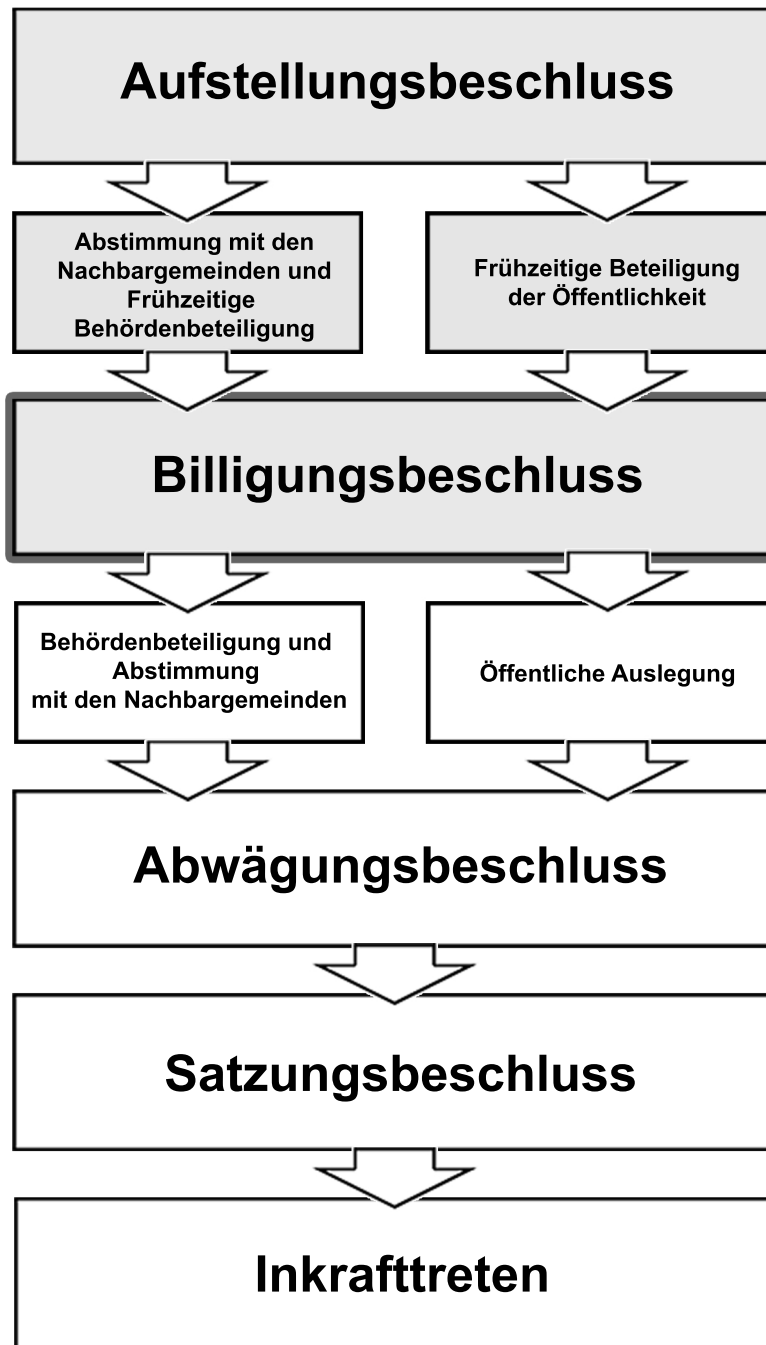 Aufstellungsbeschluss
Abstimmung mit den
Nachbargemeinden und
Frühzeitige
Behördenbeteiligung
Frühzeitige Beteiligung
der Öffentlichkeit
Billigungsbeschluss
Behördenbeteiligung und
Abstimmung
mit den Nachbargemeinden
Öffentliche Auslegung
Abwägungsbeschluss
Satzungsbeschluss
Inkrafttreten